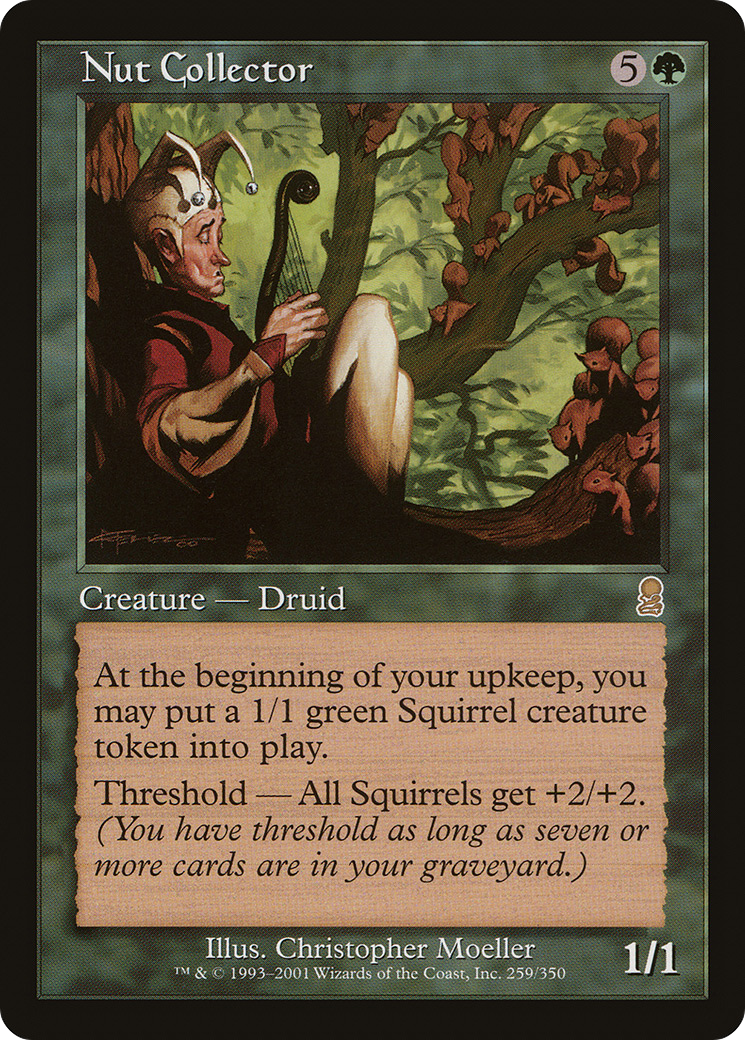 Nut Collector 5
Creature — Druid
At the beginning of your upkeep, you
may put a 1/1 green Squirrel creature
token into play.
Threshold — All Squirrels get +2/+2.
(You have threshold as long as seven or
more cards are in your graveyard.)
Illus. Christopher Moeller
™ & © 1993–2001 Wizards of the Coast, Inc. 259/350
1/1